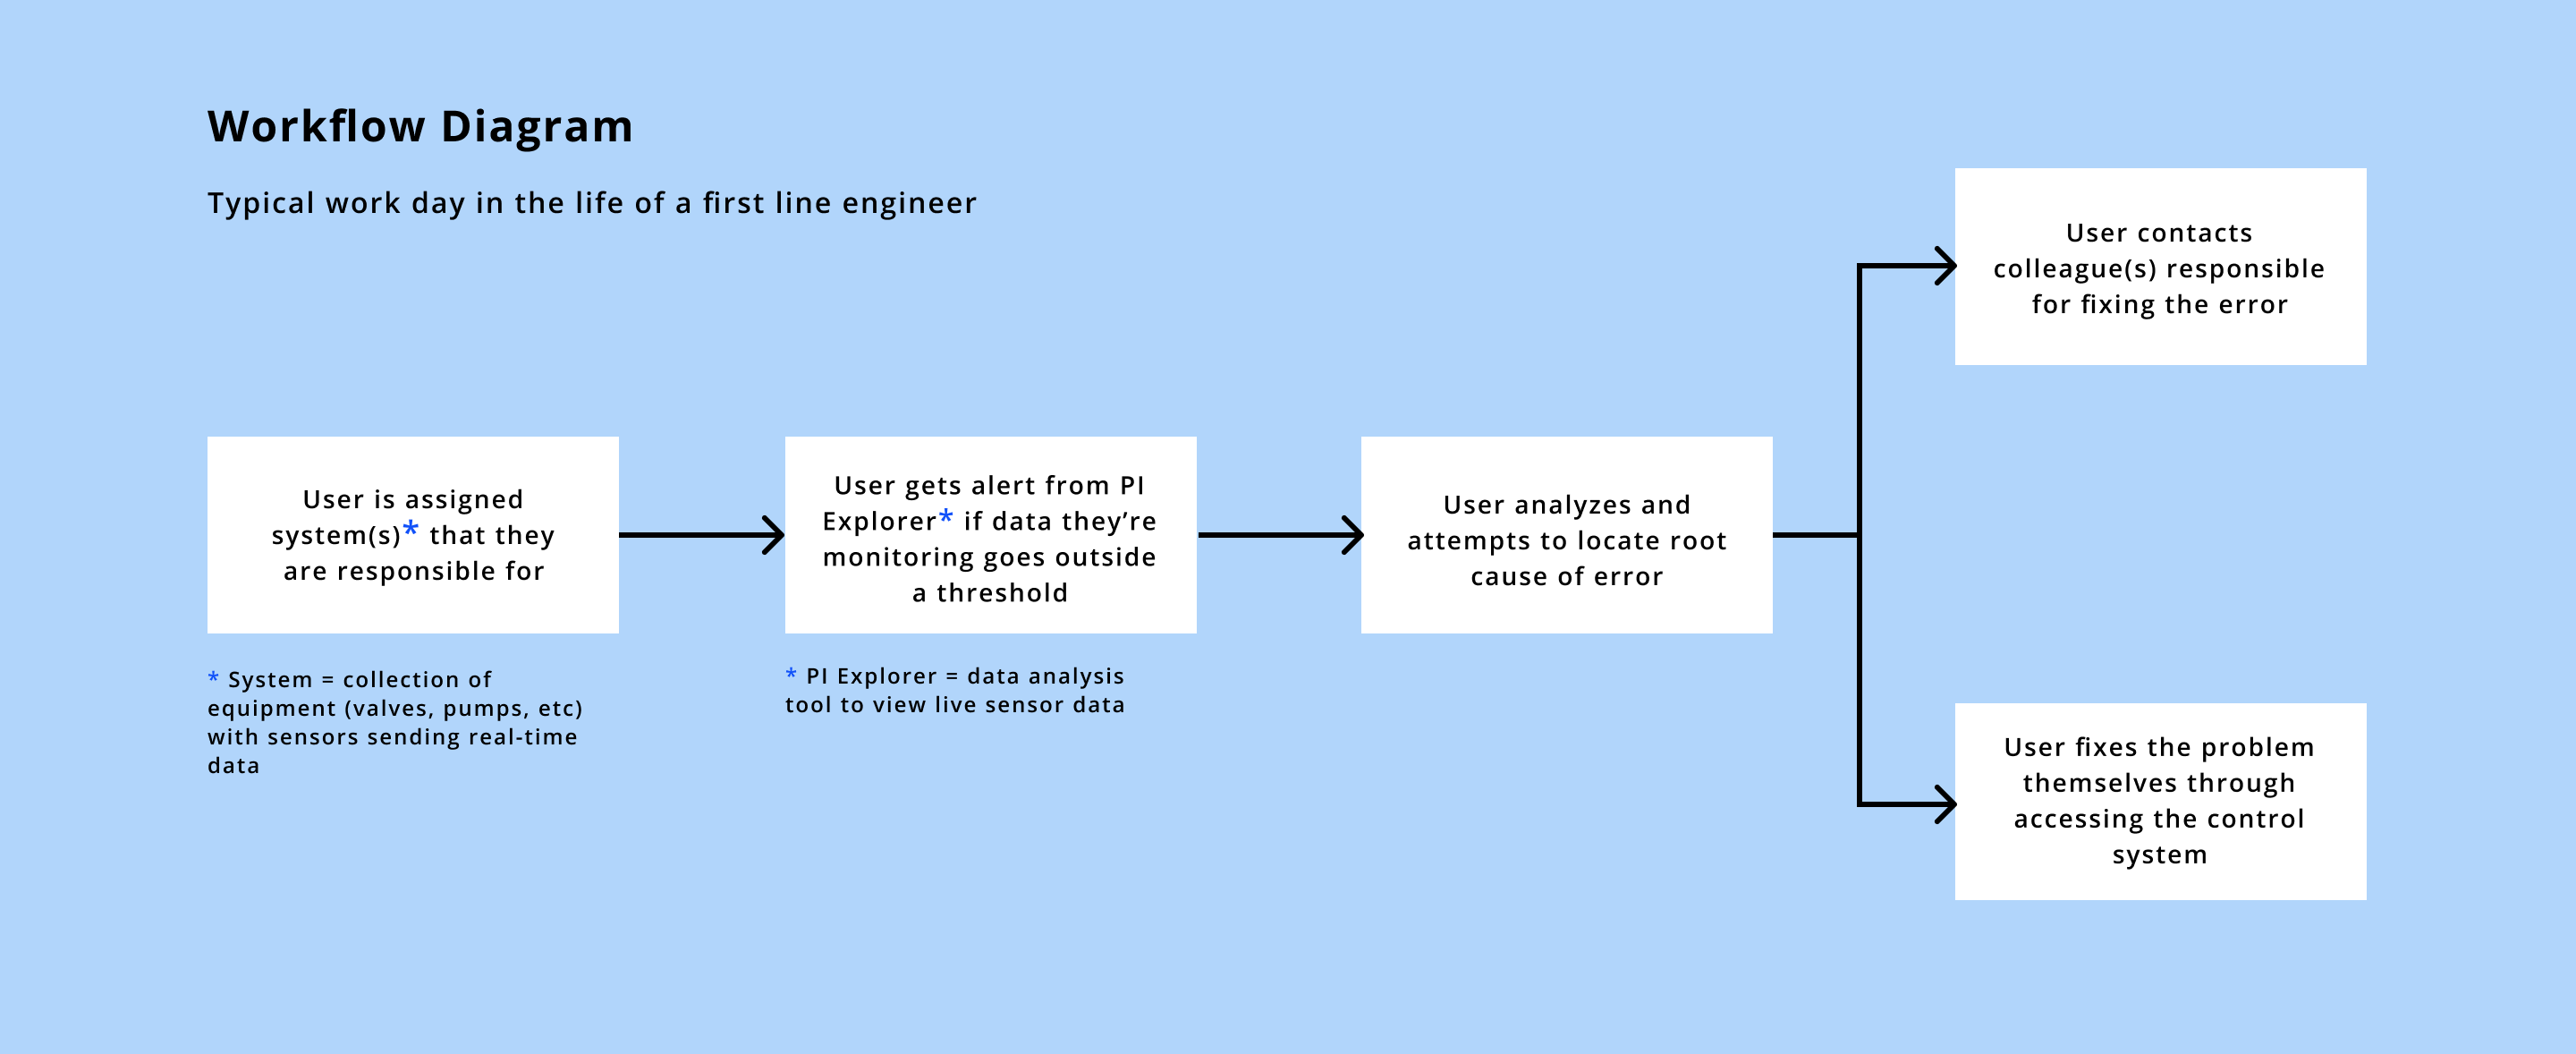 Workflow Diagram
Typical work day in the life of a first line engineer
User is assigned
system(s)* that they
are responsible for
* System = collection of
equipment (valves, pumps, etc)
with sensors sending real-time
data
User gets alert from PI
Explorer* if data they’re
monitoring goes outside
a threshold
* PI Explorer = data analysis
tool to view live sensor data
User analyzes and
attempts to locate root
cause of error
User contacts
colleague(s) responsible
for fixing the error
User fixes the problem
themselves through
accessing the control
system